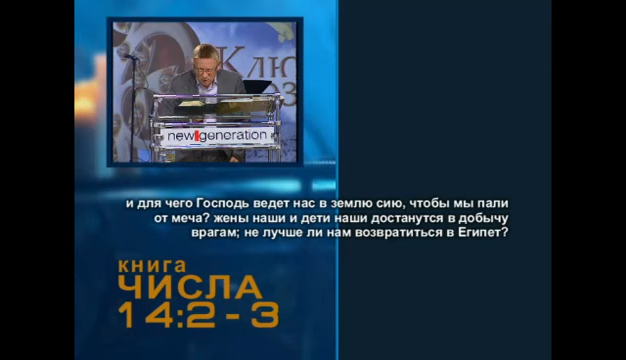 Клю
new generation
и для чего Господь ведет нас в землю сию, чтобы мы пали
от меча? жены наши и дети наши достанутся в добычу
врагам; не лучше ли нам возвратиться в Египет?
книга
ЧИСЛА
14:2 - 3